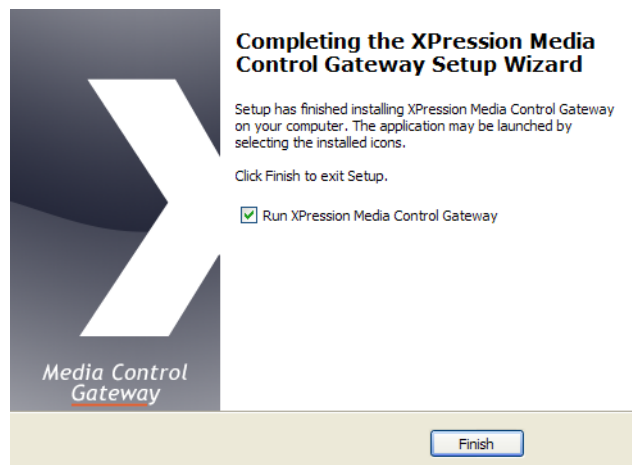 Completing the XPression Media
Control Gateway Setup Wizard
Setup has finished installing XPression Media Control Gateway
on your computer. The application may be launched by
selecting the installed icons.
Click Finish to exit Setup.
Run XPression Media Control Gateway
Media Control
Gateway
Finish